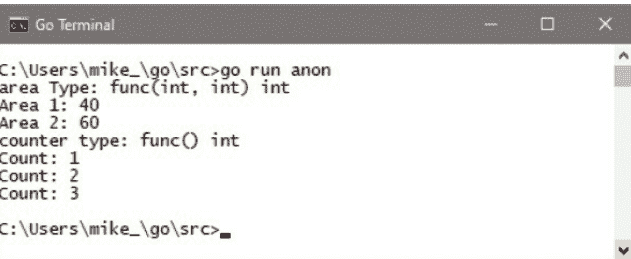 Go Terminal
C:\Users\mike_\go\src>go run anon
area Type: func(int, int) int
Area 1: 40
Area 2: 60
counter type: func() int
Count: 1
Count: 2
Count: 3
C:\Users\mike_\go\src>_